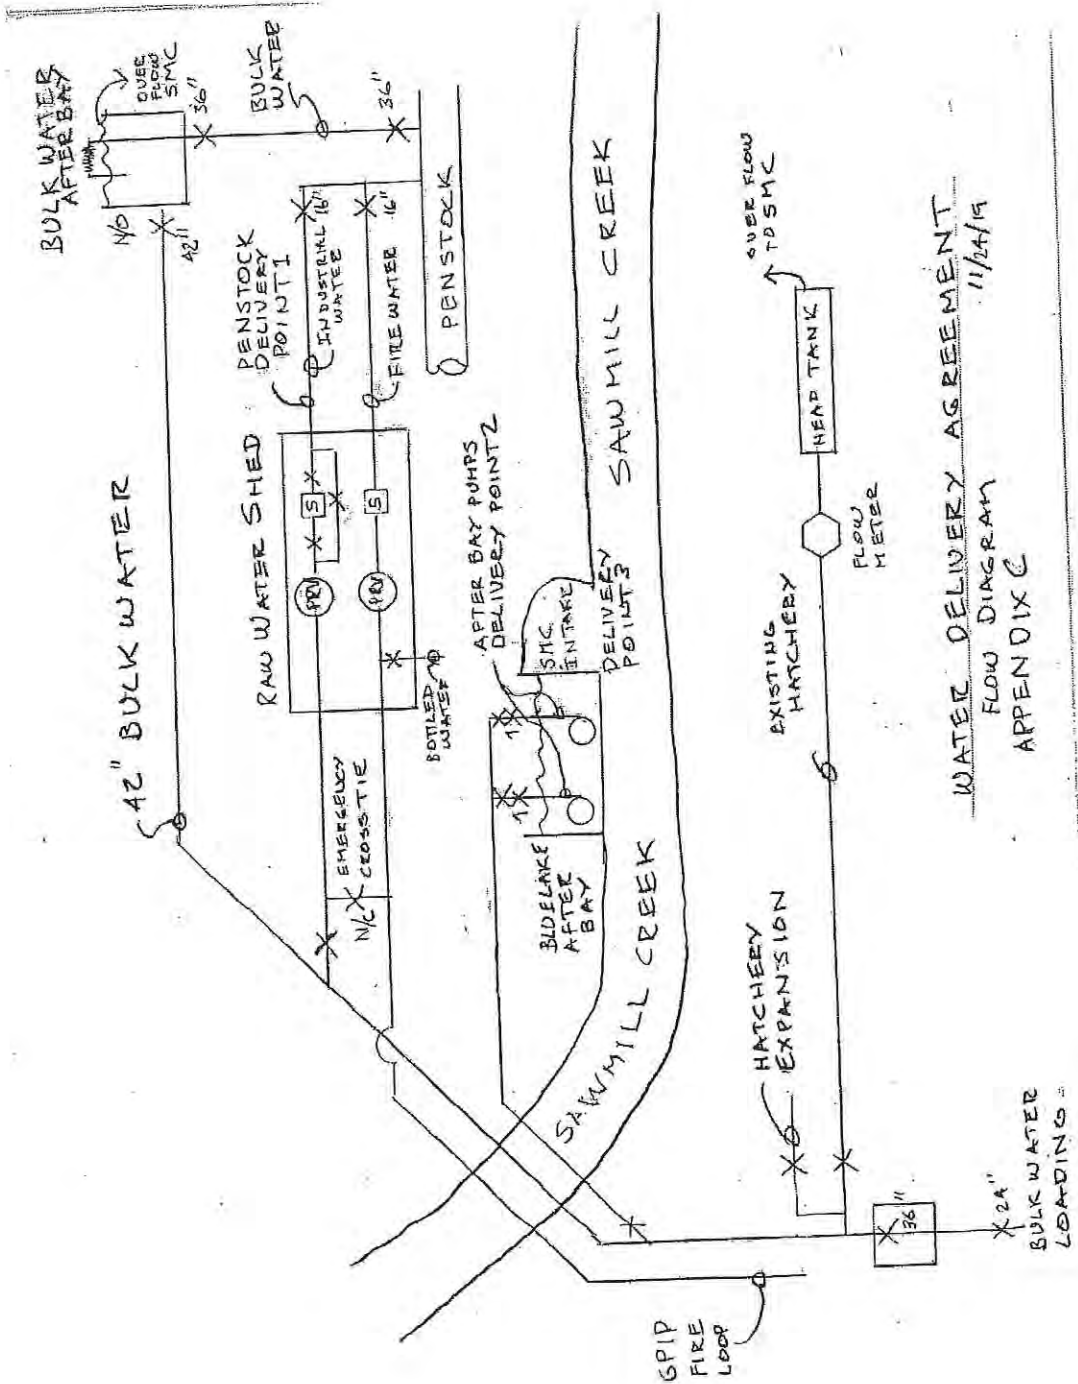 BULK WATER
AFTER BAY
OVER
FLOW
SMC
N/O
42"
36"
BULK
WATER
36"
42" BULK WATER
PENSTOCK
DELIVERY
POINT 1
INDUSTRIAL
WATER
16"
16"
FIRE WATER
PENSTOCK
RAW WATER SHED
S
S
PRV
PRV
BOTTLED
WATER
EMERGENCY
CROSS TIE
N/C
AFTER BAY PUMPS
DELIVERY POINT 2
SMC
INTAKE
DELIVERY
POINT 3
BLUE LAKE
AFTER
BAY
SAWMILL CREEK
SAWMILL CREEK
OVER FLOW
TO SMC
HEAD TANK
FLOW
METER
EXISTING
HATCHERY
HATCHERY
EXPANSION
36"
24"
BULK WATER
LOADING
GPIP
FIRE
LOOP
WATER DELIVERY AGREEMENT
FLOW DIAGRAM
APPENDIX C